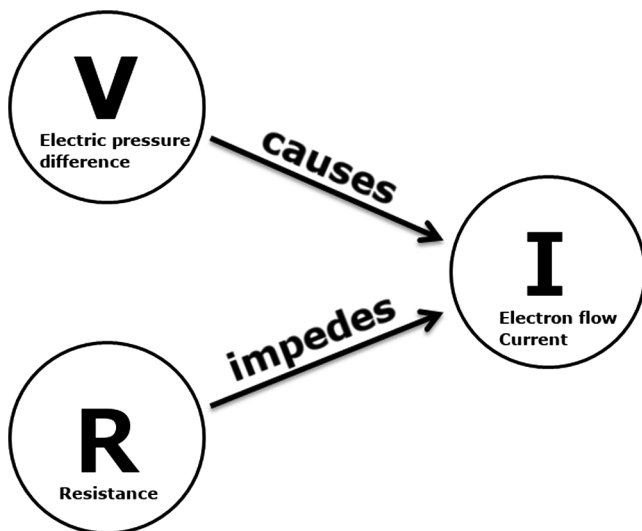 V
Electric pressure
difference
causes
I
Electron flow
Current
impedes
R
Resistance